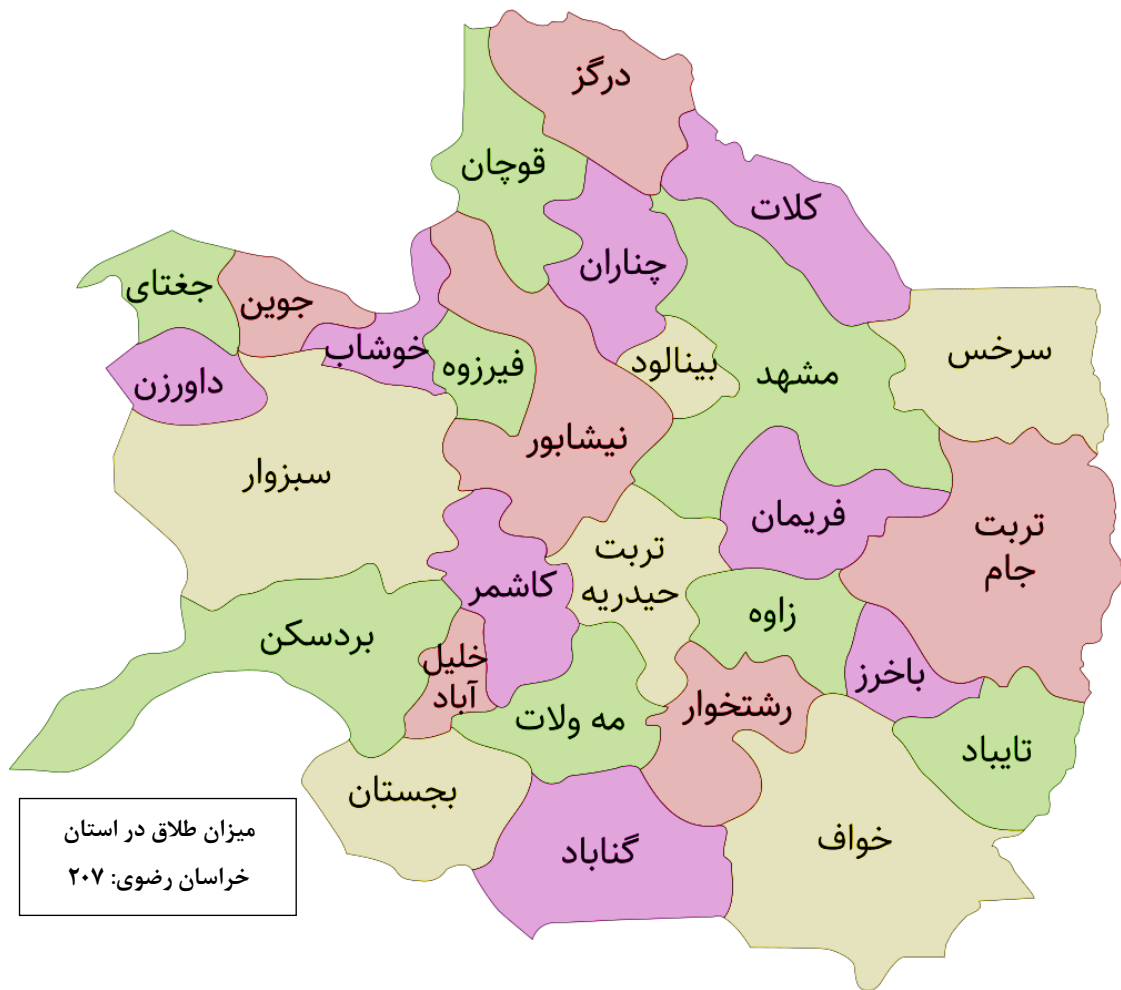 درگز
قوچان
کلات
چناران
جغتای
جوین
خوشاب
فیرزوه
بینالود
مشهد
سرخس
داورزن
نیشابور
سبزوار
فریمان
تربت
جام
تربت
حیدریه
کاشمر
زاوه
بردسکن
خلیل
آباد
باخرز
رشتخوار
مه ولات
تایباد
بجستان
گناباد
خواف
میزان طلاق در استان
خراسان رضوی: ۲۰۷